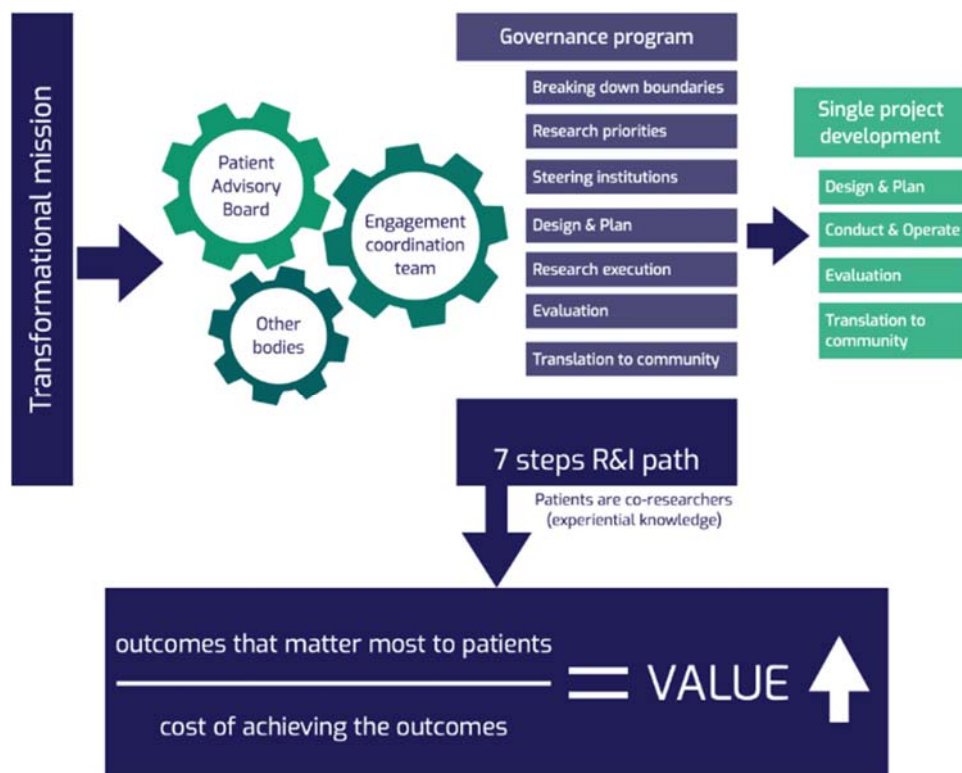 Transformational mission
Patient
Advisory
Board
Engagement
coordination
team
Other
bodies
Governance program
Breaking down boundaries
Research priorities
Steering institutions
Design & Plan
Research execution
Evaluation
Translation to community
Single project
development
Design & Plan
Conduct & Operate
Evaluation
Translation to
community
7 steps R&I path
Patients are co-researchers
(experiential knowledge)
outcomes that matter most to patients
cost of achieving the outcomes
= VALUE